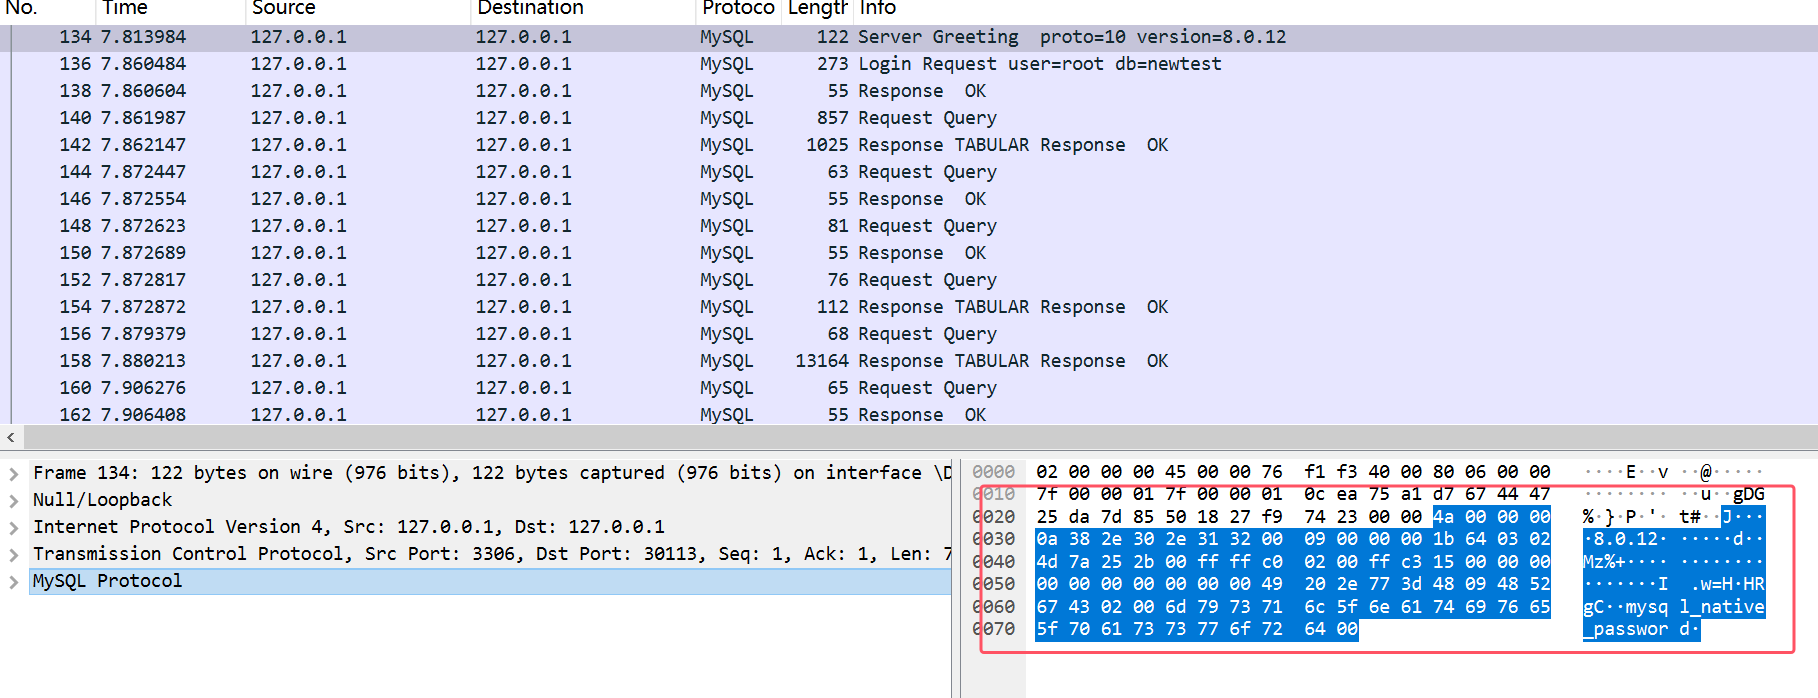 No. Time Source Destination Protoco Length Info
134 7.813984 127.0.0.1 127.0.0.1 MySQL 122 Server Greeting proto=10 version=8.0.12
136 7.860484 127.0.0.1 127.0.0.1 MySQL 273 Login Request user=root db=newtest
138 7.860604 127.0.0.1 127.0.0.1 MySQL 55 Response OK
140 7.861987 127.0.0.1 127.0.0.1 MySQL 857 Request Query
142 7.862147 127.0.0.1 127.0.0.1 MySQL 1025 Response TABULAR Response OK
144 7.872447 127.0.0.1 127.0.0.1 MySQL 63 Request Query
146 7.872554 127.0.0.1 127.0.0.1 MySQL 55 Response OK
148 7.872623 127.0.0.1 127.0.0.1 MySQL 81 Request Query
150 7.872689 127.0.0.1 127.0.0.1 MySQL 55 Response OK
152 7.872817 127.0.0.1 127.0.0.1 MySQL 76 Request Query
154 7.872872 127.0.0.1 127.0.0.1 MySQL 112 Response TABULAR Response OK
156 7.879379 127.0.0.1 127.0.0.1 MySQL 68 Request Query
158 7.880213 127.0.0.1 127.0.0.1 MySQL 13164 Response TABULAR Response OK
160 7.906276 127.0.0.1 127.0.0.1 MySQL 65 Request Query
162 7.906408 127.0.0.1 127.0.0.1 MySQL 55 Response OK
Frame 134: 122 bytes on wire (976 bits), 122 bytes captured (976 bits) on interface \D
Null/Loopback
Internet Protocol Version 4, Src: 127.0.0.1, Dst: 127.0.0.1
Transmission Control Protocol, Src Port: 3306, Dst Port: 30113, Seq: 1, Ack: 1, Len: 7
MySQL Protocol
0000 02 00 00 00 45 00 00 76 f1 f3 40 00 80 06 00 00 ····E··v ··@·····
0010 7f 00 00 01 7f 00 00 01 0c ea 75 a1 d7 67 44 47 ········ ··u··gDG
0020 25 da 7d 85 50 18 27 f9 74 23 00 00 4a 00 00 00 %·}·P·'· t#··J···
0030 0a 38 2e 30 2e 31 32 00 09 00 00 00 1b 64 03 02 ·8.0.12· ·····d··
0040 4d 7a 25 2b 00 ff ff c0 02 00 ff c3 15 00 00 00 Mz%+···· ········
0050 00 00 00 00 00 00 00 49 20 2e 77 3d 48 09 48 52 ·······I .w=H·HR
0060 67 43 02 00 6d 79 73 71 6c 5f 6e 61 74 69 76 65 gC··mysq l_native
0070 5f 70 61 73 73 77 6f 72 64 00 _passwor d·